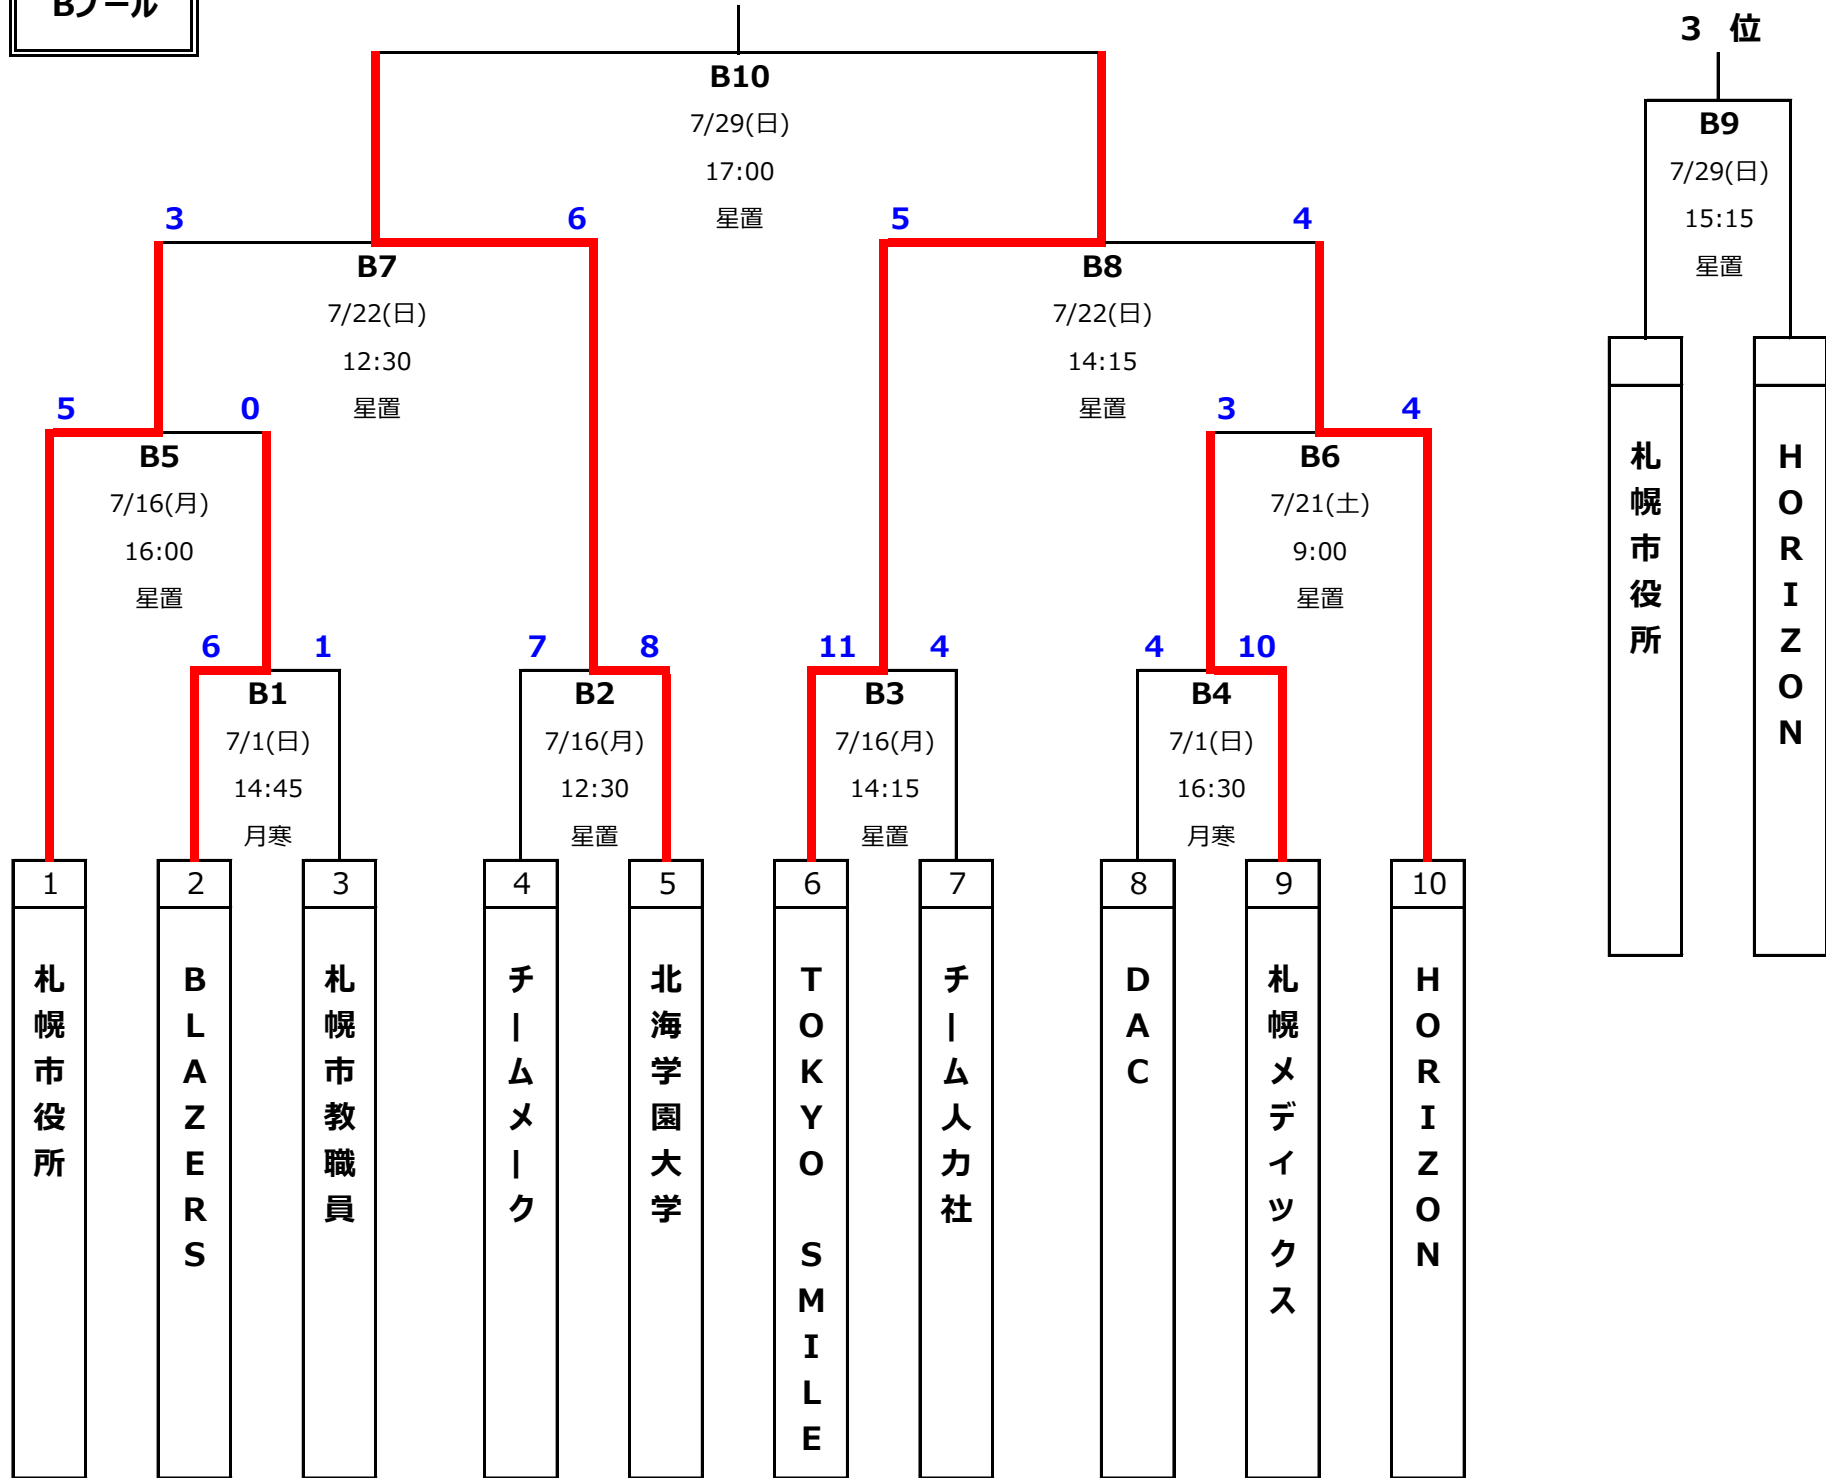 3 位
B10
7/29(日)
17:00
星置
B9
7/29(日)
15:15
星置
3 6 5 4
B7
7/22(日)
12:30
星置
B8
7/22(日)
14:15
星置
5 0 3 4
B5
7/16(月)
16:00
星置
B6
7/21(土)
9:00
星置
札幌市役所
HORIZON
6 1 7 8 11 4 4 10
B1
7/1(日)
14:45
月寒
B2
7/16(月)
12:30
星置
B3
7/16(月)
14:15
星置
B4
7/1(日)
16:30
月寒
1 2 3 4 5 6 7 8 9 10
札幌市役所
BLAZERS
札幌市教職員
チームメーク
北海学園大学
TOKYO SMILE
チーム人力社
DAC
札幌メディックス
HORIZON